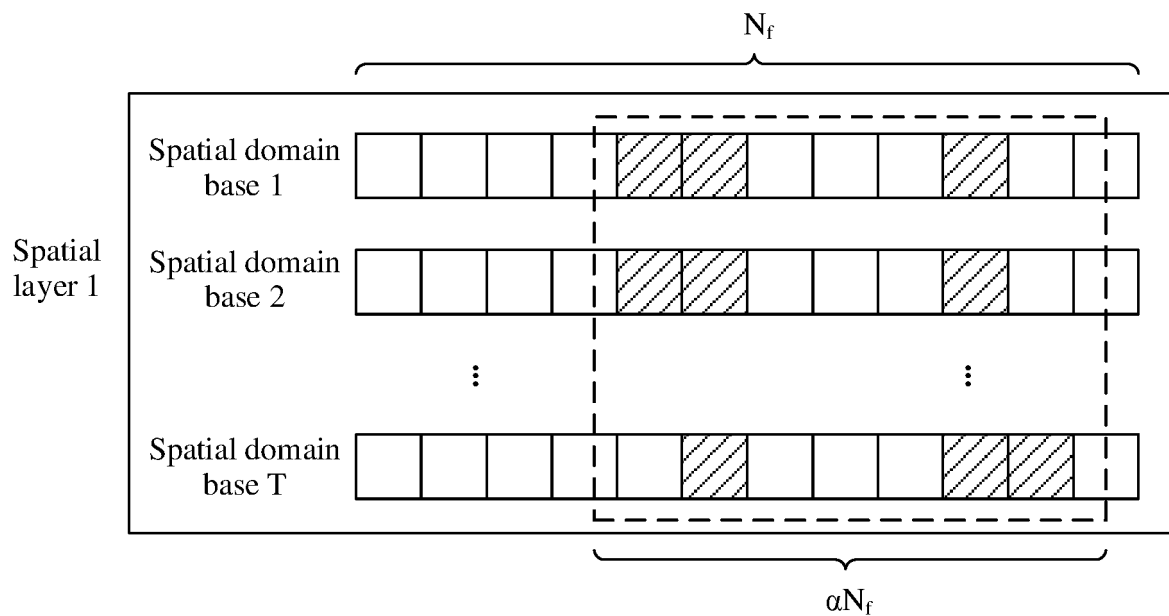 N_f
Spatial domain
base 1
Spatial
layer 1
Spatial domain
base 2
⋮ ⋮
Spatial domain
base T
αN_f